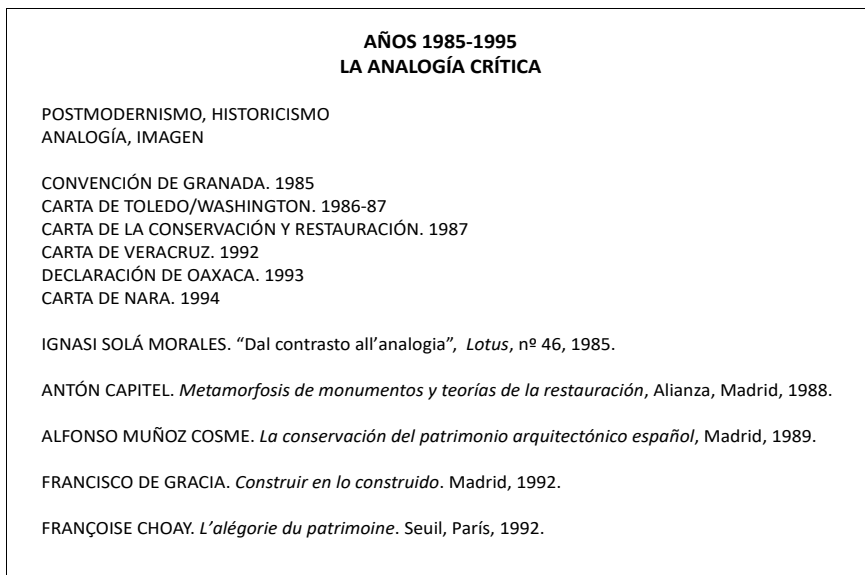 AÑOS 1985-1995
LA ANALOGÍA CRÍTICA
POSTMODERNISMO, HISTORICISMO
ANALOGÍA, IMAGEN
CONVENCIÓN DE GRANADA. 1985
CARTA DE TOLEDO/WASHINGTON. 1986-87
CARTA DE LA CONSERVACIÓN Y RESTAURACIÓN. 1987
CARTA DE VERACRUZ. 1992
DECLARACIÓN DE OAXACA. 1993
CARTA DE NARA. 1994
IGNASI SOLÁ MORALES. “Dal contrasto all’analogia”, Lotus, nº 46, 1985.
ANTÓN CAPITEL. Metamorfosis de monumentos y teorías de la restauración, Alianza, Madrid, 1988.
ALFONSO MUÑOZ COSME. La conservación del patrimonio arquitectónico español, Madrid, 1989.
FRANCISCO DE GRACIA. Construir en lo construido. Madrid, 1992.
FRANÇOISE CHOAY. L’alégorie du patrimoine. Seuil, París, 1992.